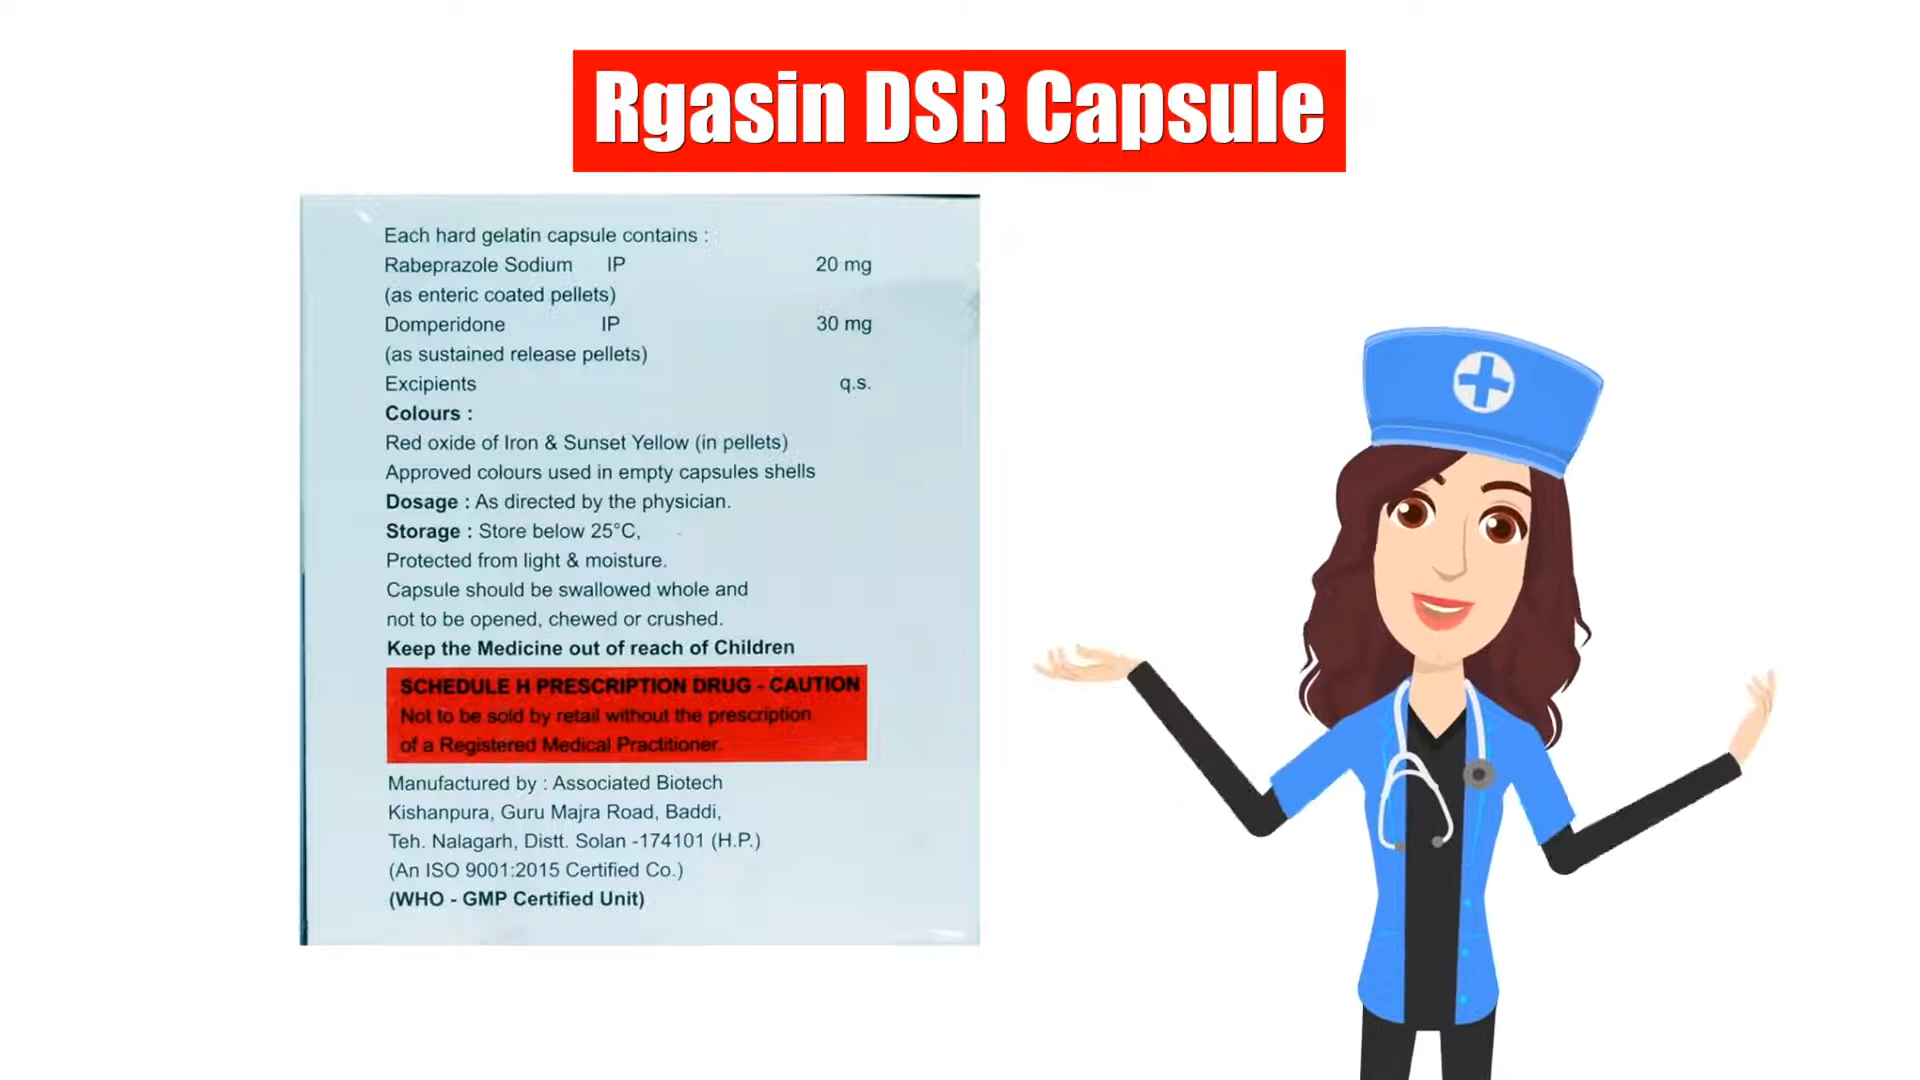 Rgasin DSR Capsule
Each hard gelatin capsule contains :
Rabeprazole Sodium IP 20 mg
(as enteric coated pellets)
Domperidone IP 30 mg
(as sustained release pellets)
Excipients q.s.
Colours :
Red oxide of Iron & Sunset Yellow (in pellets)
Approved colours used in empty capsules shells
Dosage : As directed by the physician.
Storage : Store below 25°C,
Protected from light & moisture.
Capsule should be swallowed whole and
not to be opened, chewed or crushed.
Keep the Medicine out of reach of Children
SCHEDULE H PRESCRIPTION DRUG - CAUTION
Not to be sold by retail without the prescription
of a Registered Medical Practitioner.
Manufactured by : Associated Biotech
Kishanpura, Guru Majra Road, Baddi,
Teh. Nalagarh, Distt. Solan -174101 (H.P.)
(An ISO 9001:2015 Certified Co.)
(WHO - GMP Certified Unit)